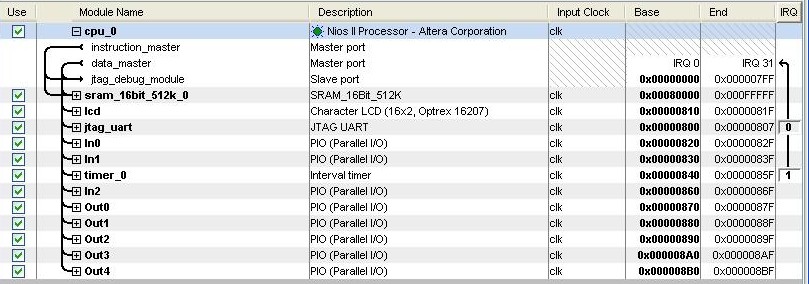 Use Module Name Description Input Clock Base End IRQ
cpu_0 Nios II Processor - Altera Corporation clk
instruction_master Master port
data_master Master port IRQ 0 IRQ 31
jtag_debug_module Slave port 0x00000000 0x000007FF
sram_16bit_512k_0 SRAM_16Bit_512K clk 0x00080000 0x000FFFFF
lcd Character LCD (16x2, Optrex 16207) clk 0x00000810 0x0000081F
jtag_uart JTAG UART clk 0x00000800 0x00000807 0
In0 PIO (Parallel I/O) clk 0x00000820 0x0000082F
In1 PIO (Parallel I/O) clk 0x00000830 0x0000083F
timer_0 Interval timer clk 0x00000840 0x0000085F 1
In2 PIO (Parallel I/O) clk 0x00000860 0x0000086F
Out0 PIO (Parallel I/O) clk 0x00000870 0x0000087F
Out1 PIO (Parallel I/O) clk 0x00000880 0x0000088F
Out2 PIO (Parallel I/O) clk 0x00000890 0x0000089F
Out3 PIO (Parallel I/O) clk 0x000008A0 0x000008AF
Out4 PIO (Parallel I/O) clk 0x000008B0 0x000008BF